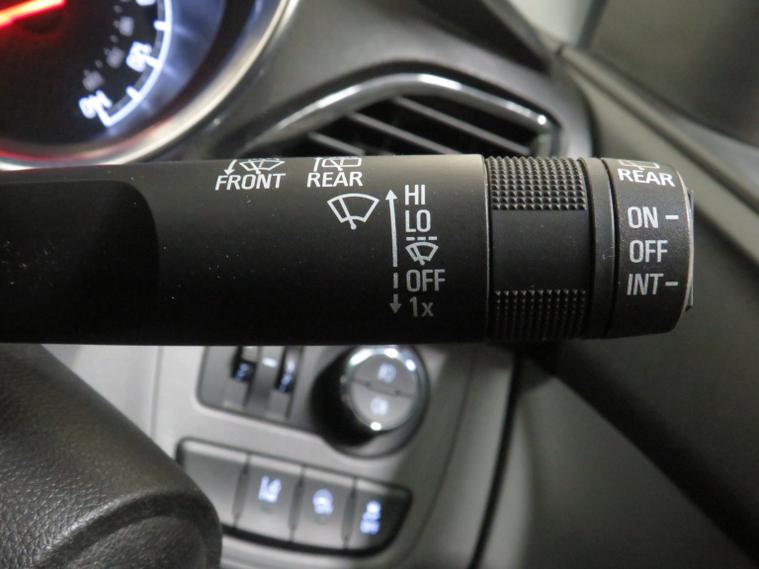 FRONT REAR
HI
LO
OFF
1x
REAR
ON
OFF
INT